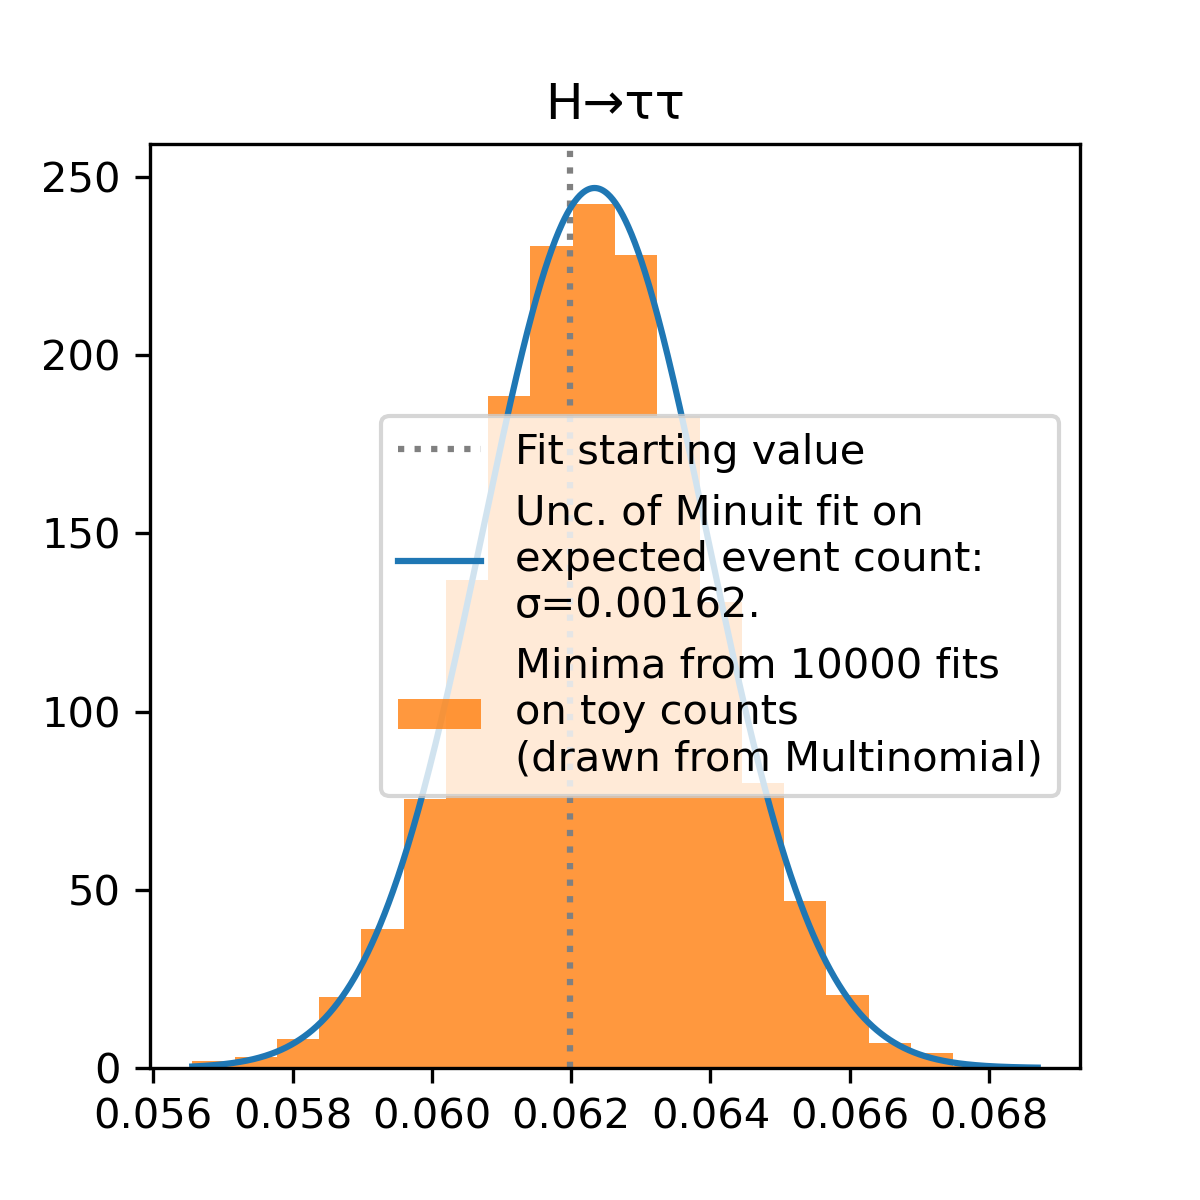 H→ττ
250
200
150
100
50
0
Fit starting value
Unc. of Minuit fit on
expected event count:
σ=0.00162.
Minima from 10000 fits
on toy counts
(drawn from Multinomial)
0.056 0.058 0.060 0.062 0.064 0.066 0.068